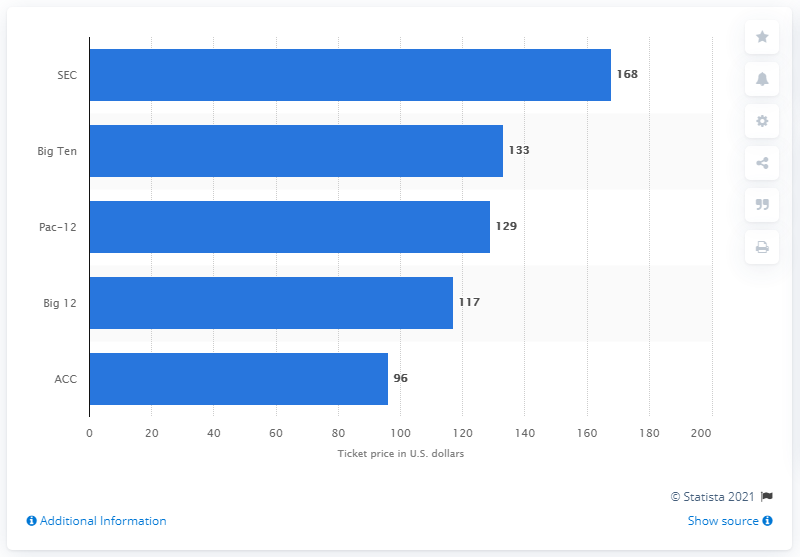 SEC
168
Big Ten
133
Pac-12
129
Big 12
117
ACC
96
0 20 40 60 80 100 120 140 160 180 200
Ticket price in U.S. dollars
© Statista 2021
Additional Information
Show source